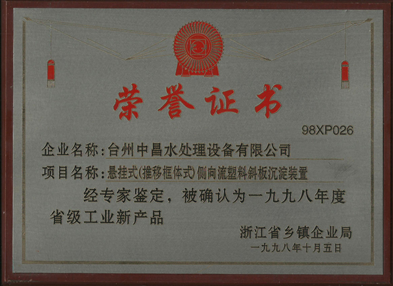 荣誉证书
98XP026
企业名称:台州中昌水处理设备有限公司
项目名称:悬挂式(推移框体式)侧向流塑料斜板沉淀装置
经专家鉴定，被确认为一九九八年度
省级工业新产品
浙江省乡镇企业局
一九九八年十月五日